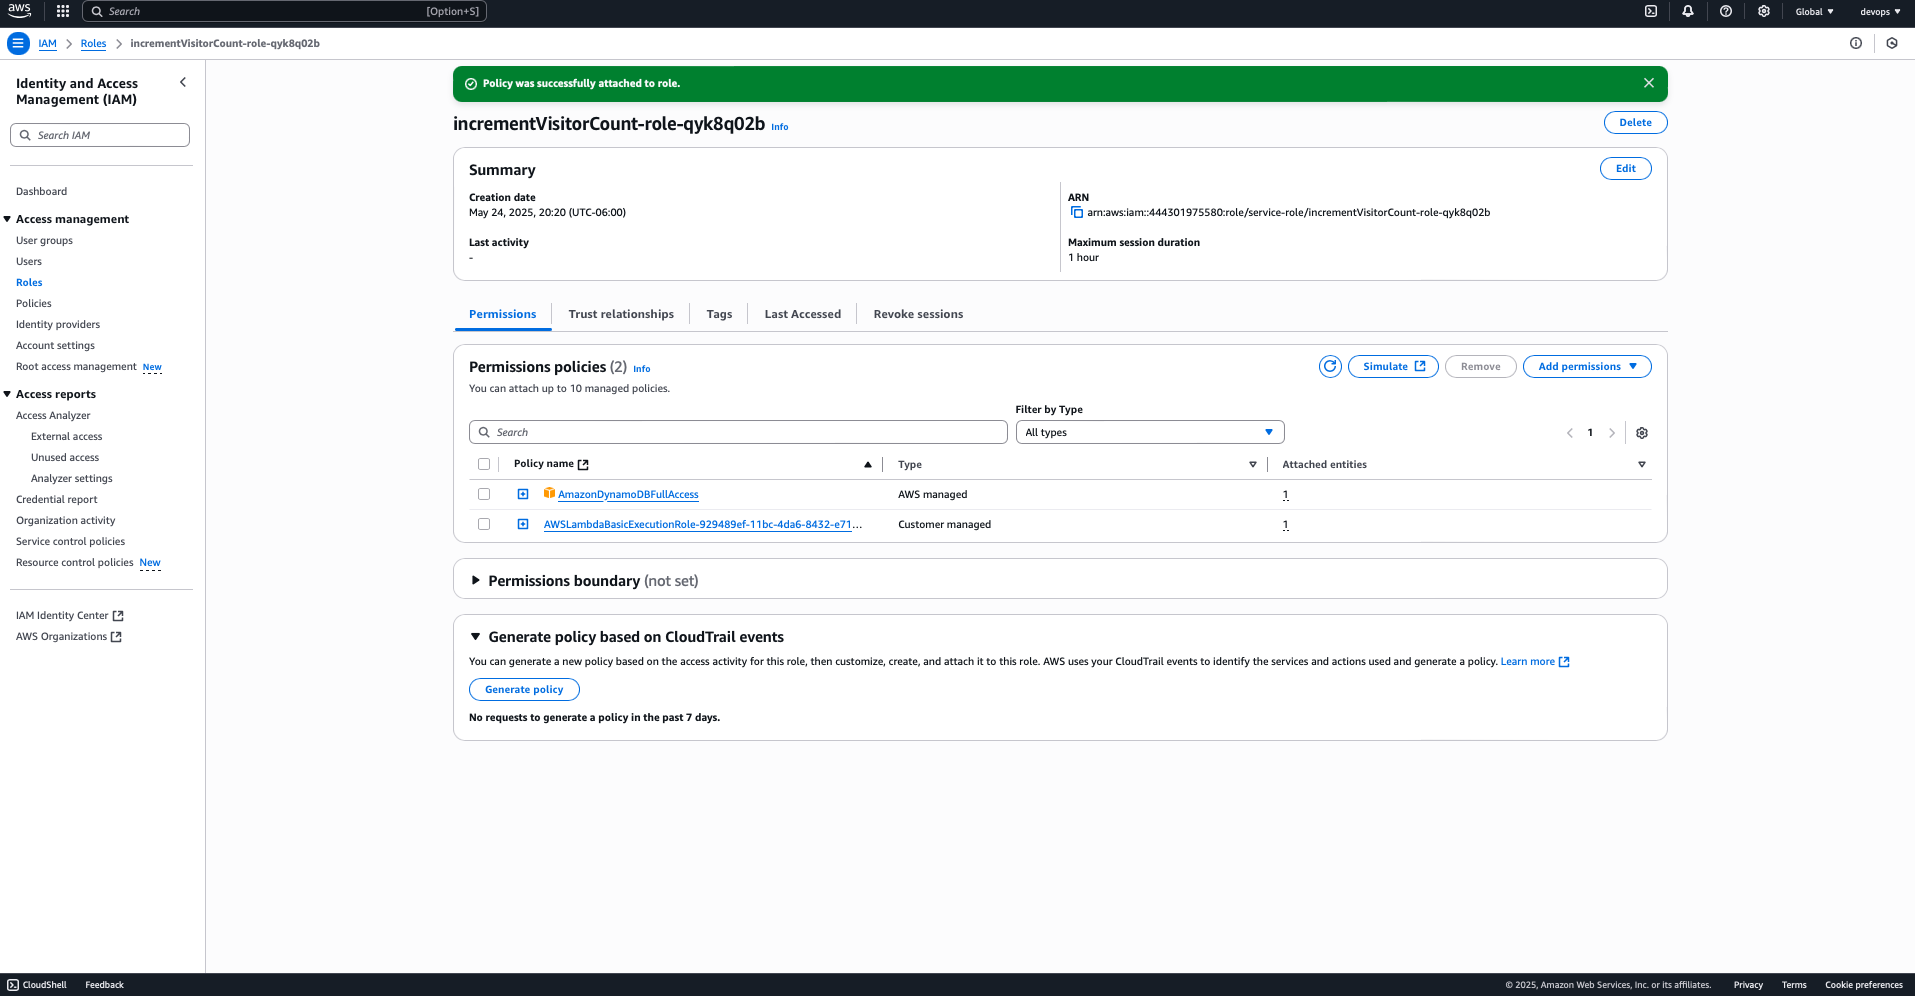 aws
Search [Option+S]
Global ▼ devops ▼
IAM > Roles > incrementVisitorCount-role-qyk8q02b
Identity and Access
Management (IAM)
Search IAM
Dashboard
Access management
User groups
Users
Roles
Policies
Identity providers
Account settings
Root access management New
Access reports
Access Analyzer
External access
Unused access
Analyzer settings
Credential report
Organization activity
Service control policies
Resource control policies New
IAM Identity Center
AWS Organizations
Policy was successfully attached to role.
incrementVisitorCount-role-qyk8q02b Info
Delete
Summary
Edit
Creation date
May 24, 2025, 20:20 (UTC-06:00)
Last activity
-
ARN
arn:aws:iam::444301975580:role/service-role/incrementVisitorCount-role-qyk8q02b
Maximum session duration
1 hour
Permissions Trust relationships Tags Last Accessed Revoke sessions
Permissions policies (2) Info
Simulate Remove Add permissions
You can attach up to 10 managed policies.
Filter by Type
Search
All types
1
Policy name Type Attached entities
AmazonDynamoDBFullAccess AWS managed 1
AWSLambdaBasicExecutionRole-929489ef-11bc-4da6-8432-e71... Customer managed 1
Permissions boundary (not set)
Generate policy based on CloudTrail events
You can generate a new policy based on the access activity for this role, then customize, create, and attach it to this role. AWS uses your CloudTrail events to identify the services and actions used and generate a policy. Learn more
Generate policy
No requests to generate a policy in the past 7 days.
CloudShell Feedback
© 2025, Amazon Web Services, Inc. or its affiliates. Privacy Terms Cookie preferences